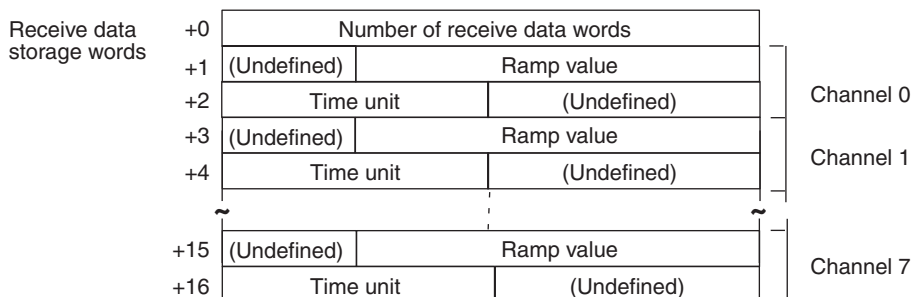 Receive data storage words
+0 Number of receive data words
+1 (Undefined) Ramp value
+2 Time unit (Undefined)
Channel 0
+3 (Undefined) Ramp value
+4 Time unit (Undefined)
Channel 1
~ ~
+15 (Undefined) Ramp value
+16 Time unit (Undefined)
Channel 7